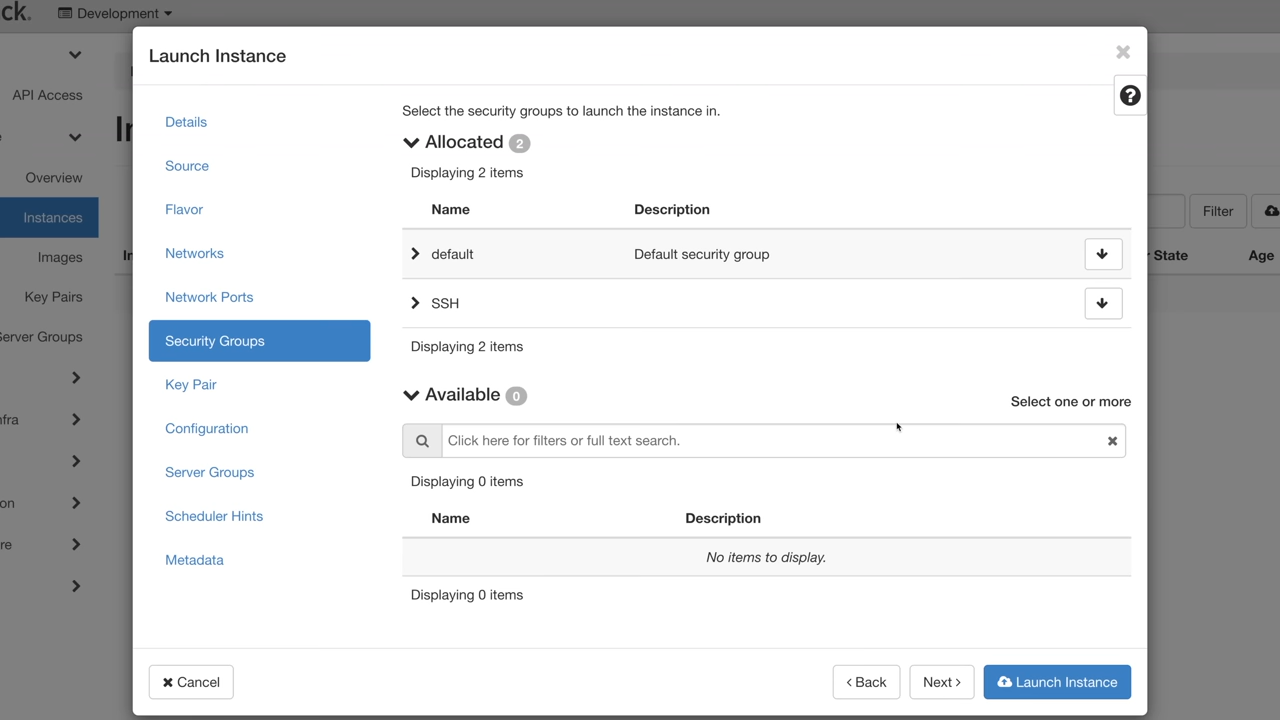 ck.
Development
Launch Instance
API Access
Overview
Instances
Images
Key Pairs
Server Groups
Details
Source
Flavor
Networks
Network Ports
Security Groups
Key Pair
Configuration
Server Groups
Scheduler Hints
Metadata
Select the security groups to launch the instance in.
Allocated 2
Displaying 2 items
Name Description
default Default security group
SSH
Displaying 2 items
Available 0
Select one or more
Click here for filters or full text search.
Displaying 0 items
Name Description
No items to display.
Displaying 0 items
Filter
State Age
Cancel
Back
Next
Launch Instance